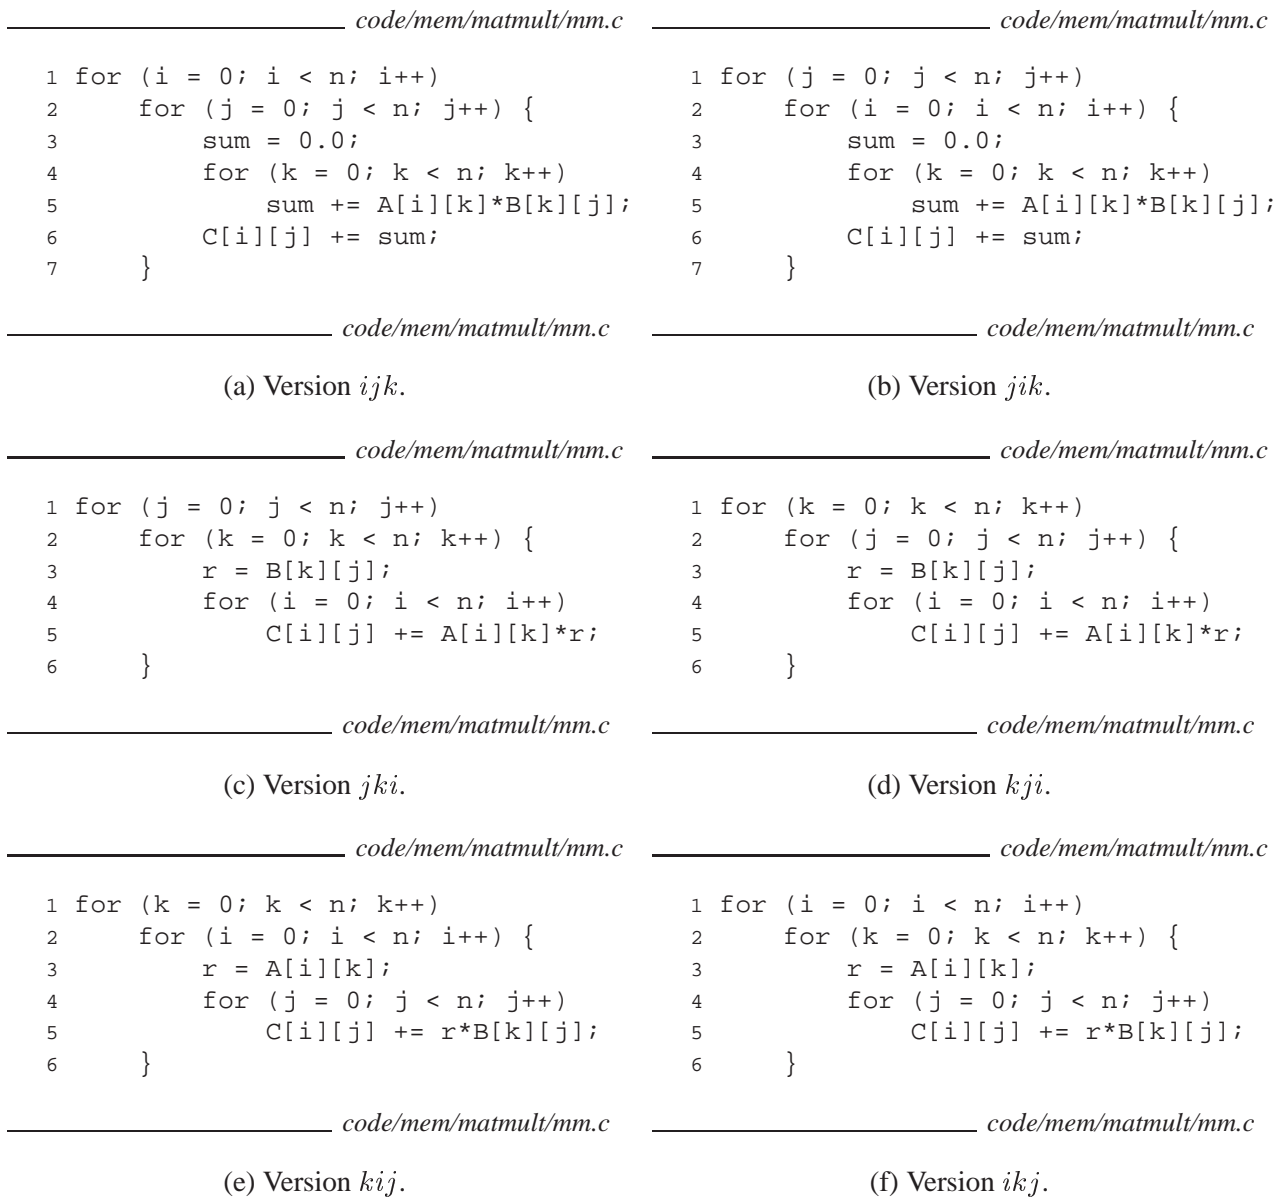 code/mem/matmult/mm.c
1 for (i = 0; i < n; i++)
2     for (j = 0; j < n; j++) {
3         sum = 0.0;
4         for (k = 0; k < n; k++)
5             sum += A[i][k]*B[k][j];
6         C[i][j] += sum;
7     }
code/mem/matmult/mm.c
(a) Version ijk.
code/mem/matmult/mm.c
1 for (j = 0; j < n; j++)
2     for (i = 0; i < n; i++) {
3         sum = 0.0;
4         for (k = 0; k < n; k++)
5             sum += A[i][k]*B[k][j];
6         C[i][j] += sum;
7     }
code/mem/matmult/mm.c
(b) Version jik.
code/mem/matmult/mm.c
1 for (j = 0; j < n; j++)
2     for (k = 0; k < n; k++) {
3         r = B[k][j];
4         for (i = 0; i < n; i++)
5             C[i][j] += A[i][k]*r;
6     }
code/mem/matmult/mm.c
(c) Version jki.
code/mem/matmult/mm.c
1 for (k = 0; k < n; k++)
2     for (j = 0; j < n; j++) {
3         r = B[k][j];
4         for (i = 0; i < n; i++)
5             C[i][j] += A[i][k]*r;
6     }
code/mem/matmult/mm.c
(d) Version kji.
code/mem/matmult/mm.c
1 for (k = 0; k < n; k++)
2     for (i = 0; i < n; i++) {
3         r = A[i][k];
4         for (j = 0; j < n; j++)
5             C[i][j] += r*B[k][j];
6     }
code/mem/matmult/mm.c
(e) Version kij.
code/mem/matmult/mm.c
1 for (i = 0; i < n; i++)
2     for (k = 0; k < n; k++) {
3         r = A[i][k];
4         for (j = 0; j < n; j++)
5             C[i][j] += r*B[k][j];
6     }
code/mem/matmult/mm.c
(f) Version ikj.